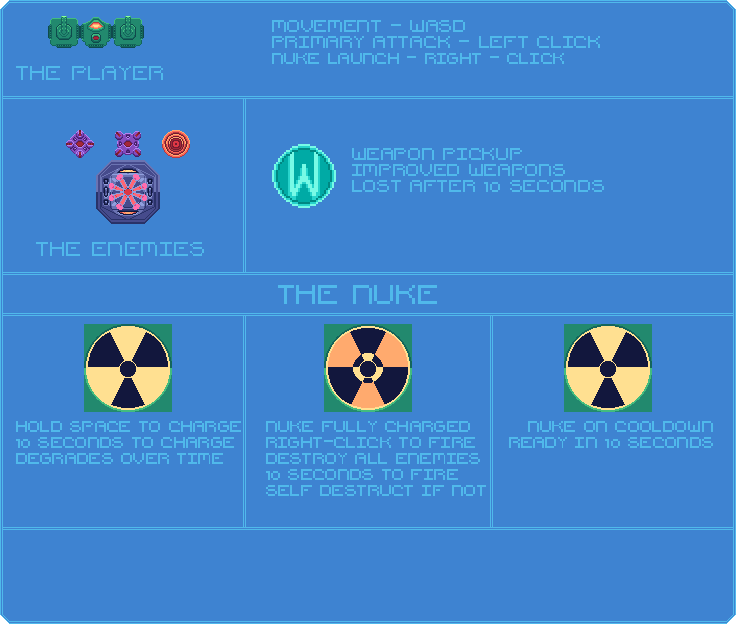 MOVEMENT - WASD
PRIMARY ATTACK - LEFT CLICK
NUKE LAUNCH - RIGHT - CLICK
THE PLAYER
W
WEAPON PICKUP
IMPROVED WEAPONS
LOST AFTER 10 SECONDS
THE ENEMIES
THE NUKE
HOLD SPACE TO CHARGE
10 SECONDS TO CHARGE
DEGRADES OVER TIME
NUKE FULLY CHARGED
RIGHT-CLICK TO FIRE
DESTROY ALL ENEMIES
10 SECONDS TO FIRE
SELF DESTRUCT IF NOT
NUKE ON COOLDOWN
READY IN 10 SECONDS